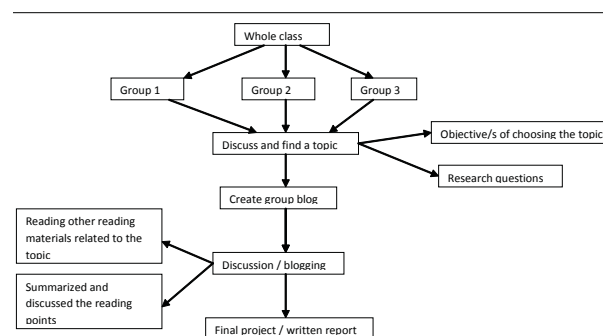 Whole class
Group 1
Group 2
Group 3
Discuss and find a topic
Objective/s of choosing the topic
Research questions
Create group blog
Reading other reading
materials related to the
topic
Discussion / blogging
Summarized and
discussed the reading
points
Final project / written report